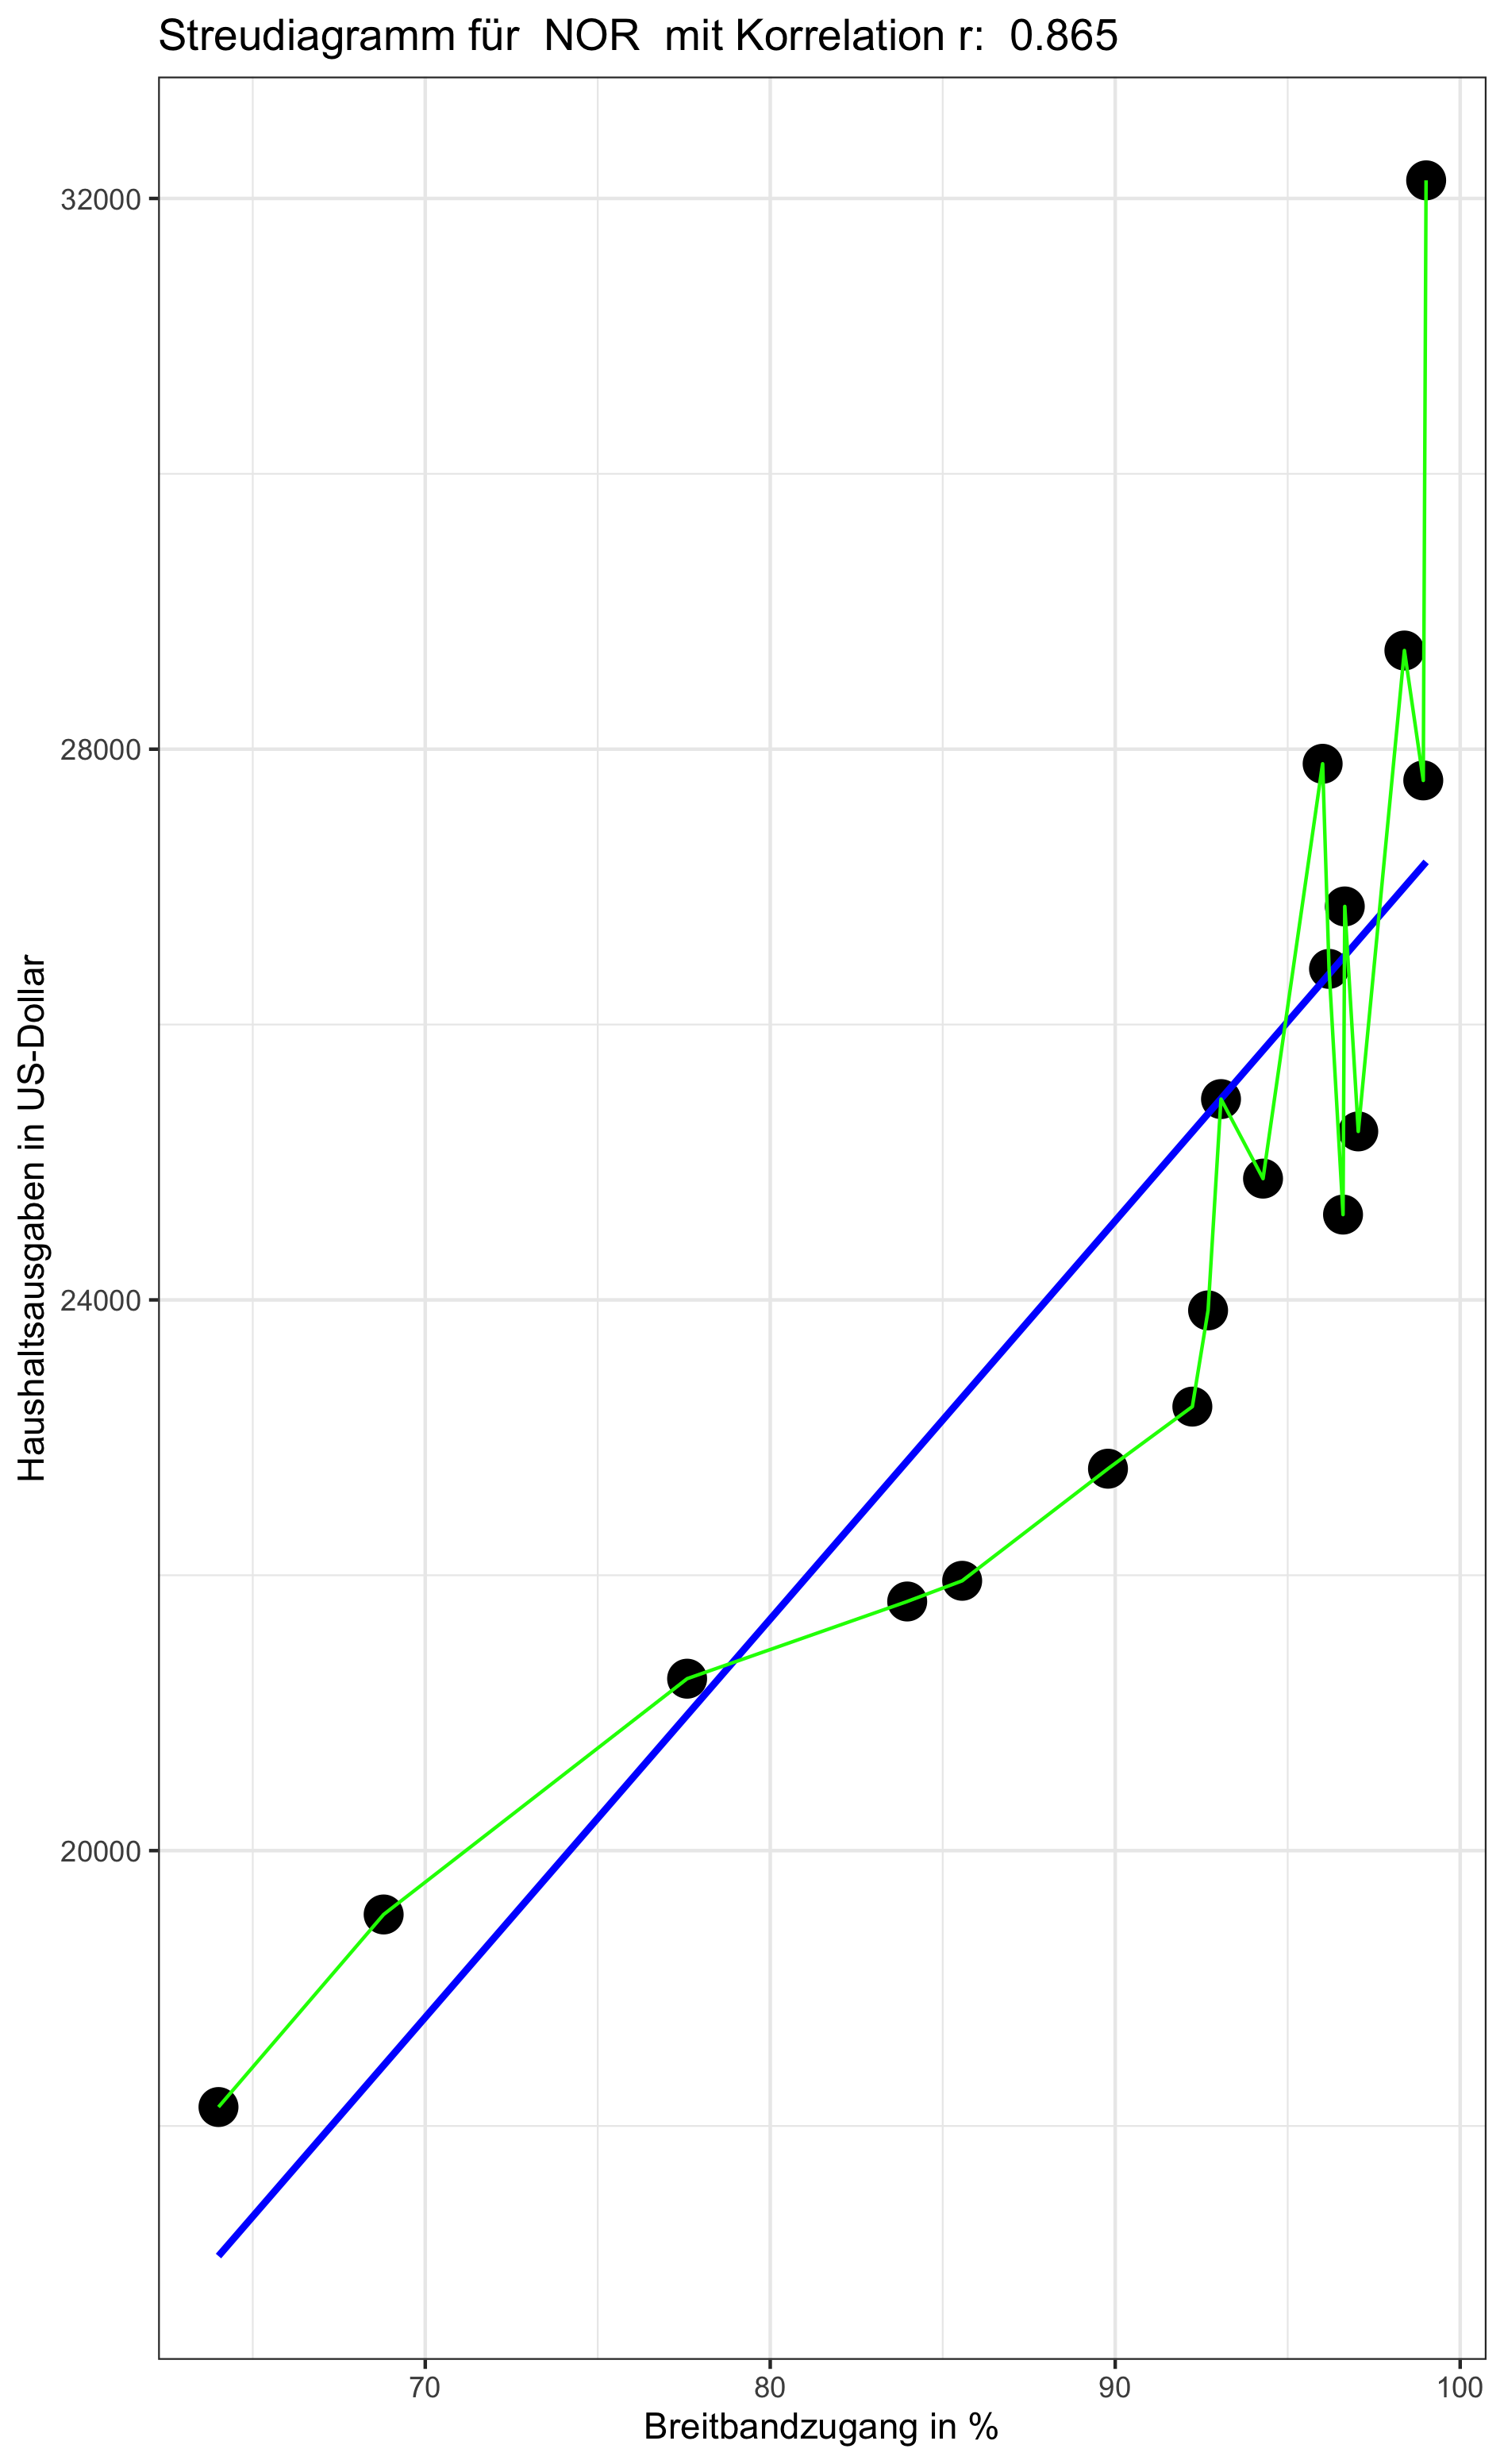 Streudiagramm für  NOR  mit Korrelation r:  0.865
Haushaltsausgaben in US-Dollar
32000
28000
24000
20000
70
80
90
100
Breitbandzugang in %